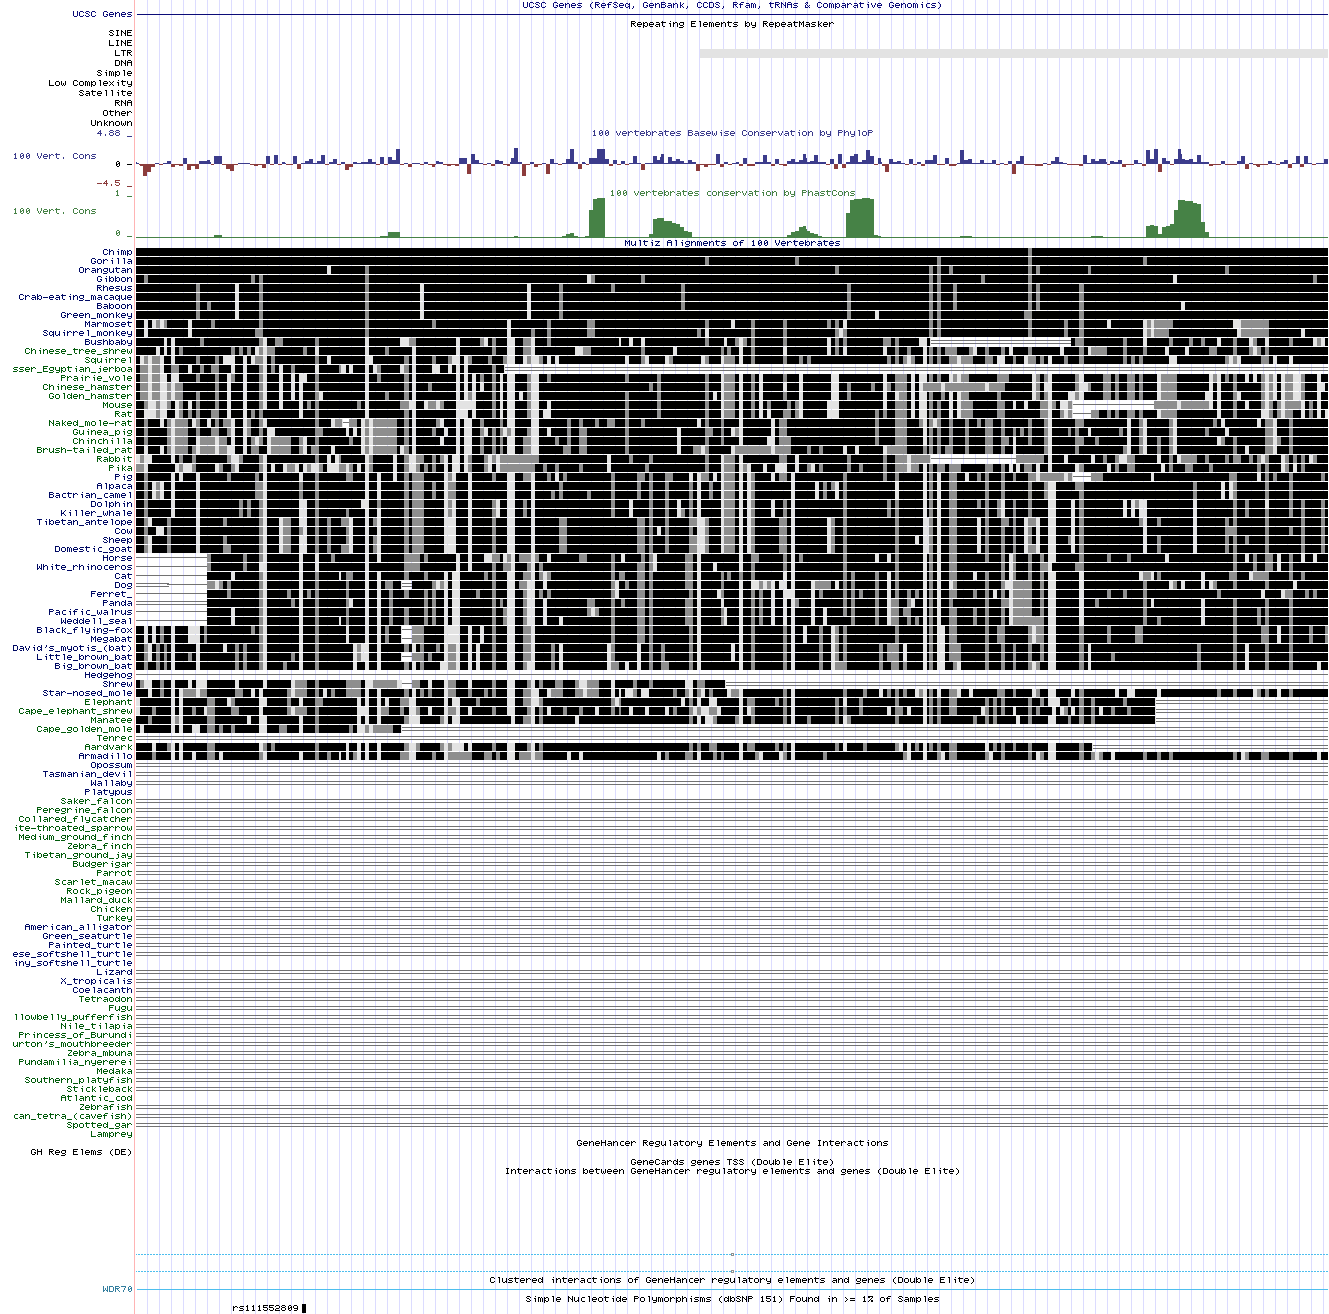 UCSC Genes (RefSeq, GenBank, CCDS, Rfam, tRNAs & Comparative Genomics)
UCSC Genes
Repeating Elements by RepeatMasker
SINE
LINE
LTR
DNA
Simple
Low Complexity
Satellite
RNA
Other
Unknown
4.88 _
100 vertebrates Basewise Conservation by PhyloP
100 Vert. Cons
0 _
-4.5 _
1 _
100 vertebrates conservation by PhastCons
100 Vert. Cons
0 _
Multiz Alignments of 100 Vertebrates
Chimp
Gorilla
Orangutan
Gibbon
Rhesus
Crab-eating_macaque
Baboon
Green_monkey
Marmoset
Squirrel_monkey
Bushbaby
Chinese_tree_shrew
Squirrel
sser_Egyptian_jerboa
Prairie_vole
Chinese_hamster
Golden_hamster
Mouse
Rat
Naked_mole-rat
Guinea_pig
Chinchilla
Brush-tailed_rat
Rabbit
Pika
Pig
Alpaca
Bactrian_camel
Dolphin
Killer_whale
Tibetan_antelope
Cow
Sheep
Domestic_goat
Horse
White_rhinoceros
Cat
Dog
Ferret_
Panda
Pacific_walrus
Weddell_seal
Black_flying-fox
Megabat
David's_myotis_(bat)
Little_brown_bat
Big_brown_bat
Hedgehog
Shrew
Star-nosed_mole
Elephant
Cape_elephant_shrew
Manatee
Cape_golden_mole
Tenrec
Aardvark
Armadillo
Opossum
Tasmanian_devil
Wallaby
Platypus
Saker_falcon
Peregrine_falcon
Collared_flycatcher
ite-throated_sparrow
Medium_ground_finch
Zebra_finch
Tibetan_ground_jay
Budgerigar
Parrot
Scarlet_macaw
Rock_pigeon
Mallard_duck
Chicken
Turkey
American_alligator
Green_seaturtle
Painted_turtle
ese_softshell_turtle
iny_softshell_turtle
Lizard
X_tropicalis
Coelacanth
Tetraodon
Fugu
llowbelly_pufferfish
Nile_tilapia
Princess_of_Burundi
urton's_mouthbreeder
Zebra_mbuna
Pundamilia_nyererei
Medaka
Southern_platyfish
Stickleback
Atlantic_cod
Zebrafish
can_tetra_(cavefish)
Spotted_gar
Lamprey
GeneHancer Regulatory Elements and Gene Interactions
GH Reg Elems (DE)
GeneCards genes TSS (Double Elite)
Interactions between GeneHancer regulatory elements and genes (Double Elite)
Clustered interactions of GeneHancer regulatory elements and genes (Double Elite)
WDR70
Simple Nucleotide Polymorphisms (dbSNP 151) Found in >= 1% of Samples
rs111552809